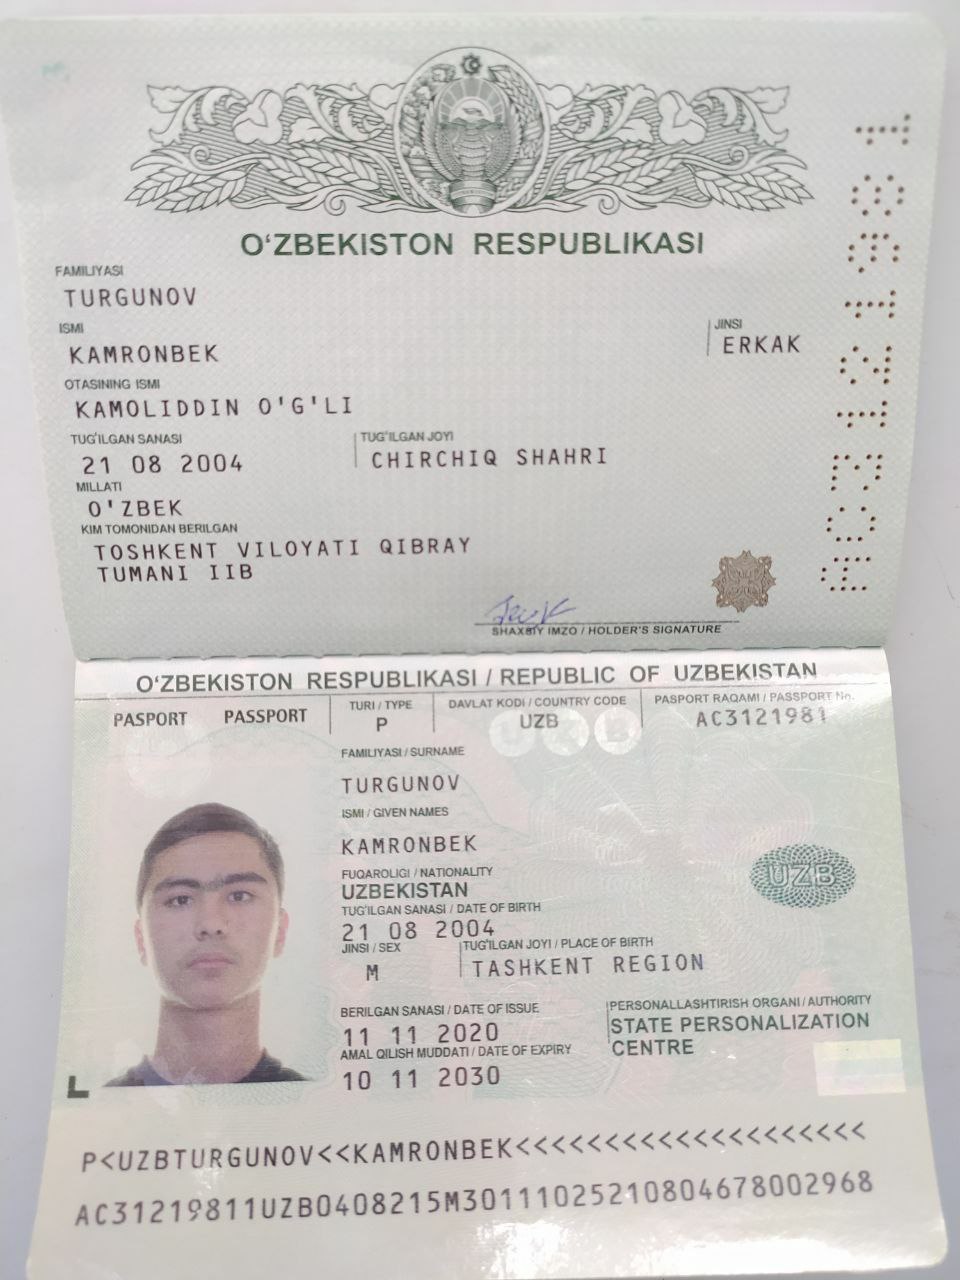 O‘ZBEKISTON RESPUBLIKASI
FAMILIYASI
TURGUNOV
ISMI
KAMRONBEK
JINSI
ERKAK
OTASINING ISMI
KAMOLIDDIN O'G'LI
TUG‘ILGAN SANASI
21 08 2004
TUG‘ILGAN JOYI
CHIRCHIQ SHAHRI
MILLATI
O'ZBEK
KIM TOMONIDAN BERILGAN
TOSHKENT VILOYATI QIBRAY
TUMANI IIB
SHAXSIY IMZO / HOLDER'S SIGNATURE
AC3121981
O‘ZBEKISTON RESPUBLIKASI / REPUBLIC OF UZBEKISTAN
PASPORT PASSPORT
TURI / TYPE
P
DAVLAT KODI / COUNTRY CODE
UZB
PASPORT RAQAMI / PASSPORT No.
AC3121981
FAMILIYASI / SURNAME
TURGUNOV
ISMI / GIVEN NAMES
KAMRONBEK
FUQAROLIGI / NATIONALITY
UZBEKISTAN
TUG‘ILGAN SANASI / DATE OF BIRTH
21 08 2004
JINSI / SEX
M
TUG‘ILGAN JOYI / PLACE OF BIRTH
TASHKENT REGION
UZB
BERILGAN SANASI / DATE OF ISSUE
11 11 2020
AMAL QILISH MUDDATI / DATE OF EXPIRY
10 11 2030
PERSONALLASHTIRISH ORGANI / AUTHORITY
STATE PERSONALIZATION
CENTRE
P<UZBTURGUNOV<<KAMRONBEK<<<<<<<<<<<<<<<<<<<<
AC31219811UZB0408215M30111025210804678002968